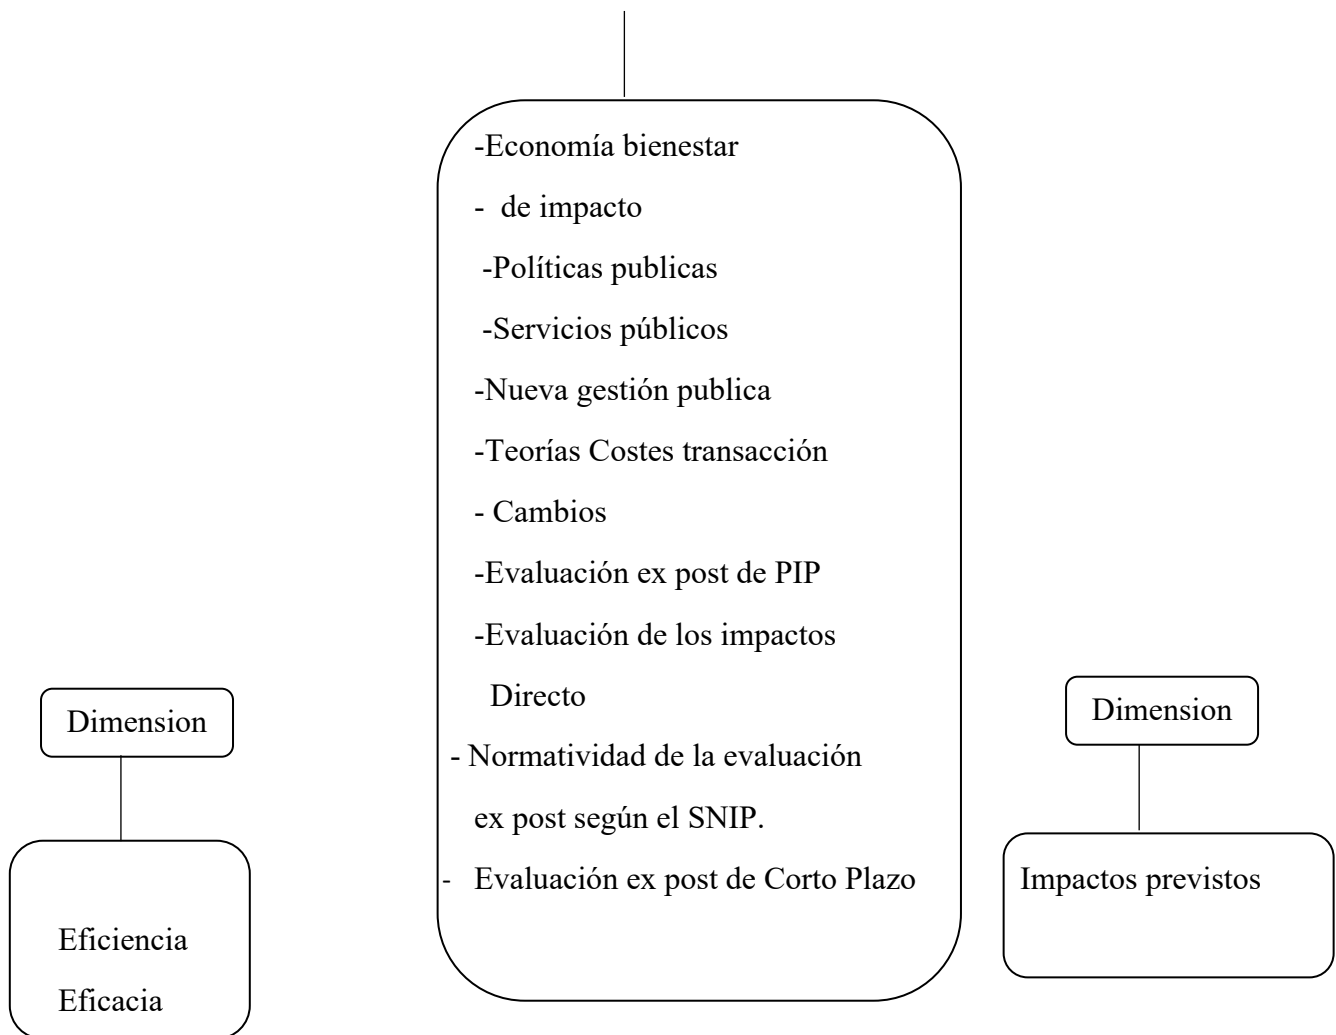 -Economía bienestar
- de impacto
-Políticas publicas
-Servicios públicos
-Nueva gestión publica
-Teorías Costes transacción
- Cambios
-Evaluación ex post de PIP
-Evaluación de los impactos
Directo
- Normatividad de la evaluación
ex post según el SNIP.
- Evaluación ex post de Corto Plazo
Dimension
Eficiencia
Eficacia
Dimension
Impactos previstos